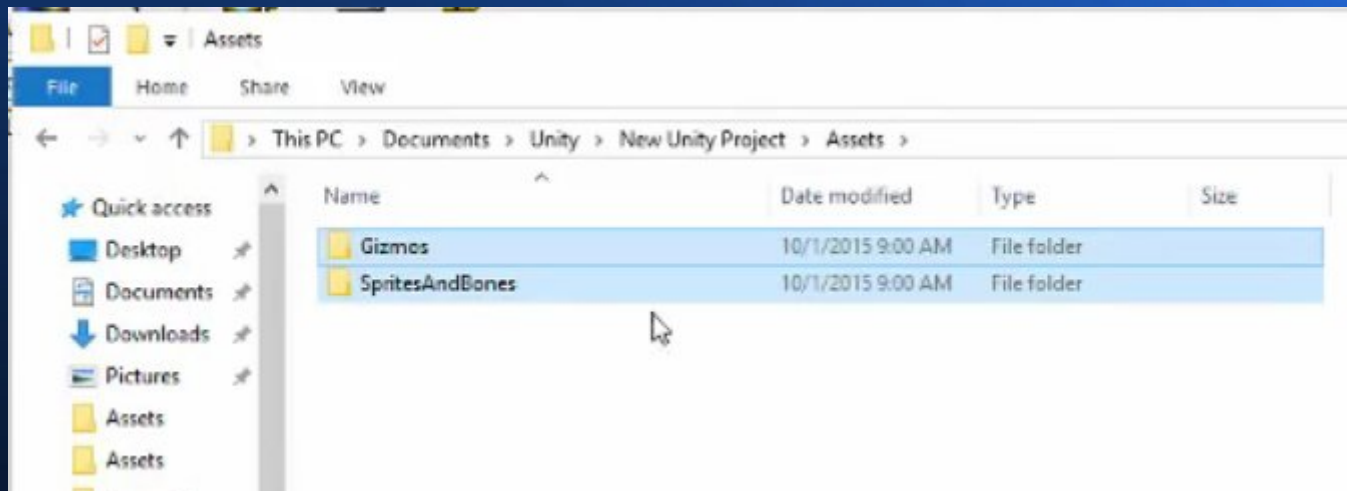 Assets
File Home Share View
This PC > Documents > Unity > New Unity Project > Assets >
Quick access
Desktop
Documents
Downloads
Pictures
Assets
Assets
Name Date modified Type Size
Gizmos 10/1/2015 9:00 AM File folder
SpritesAndBones 10/1/2015 9:00 AM File folder